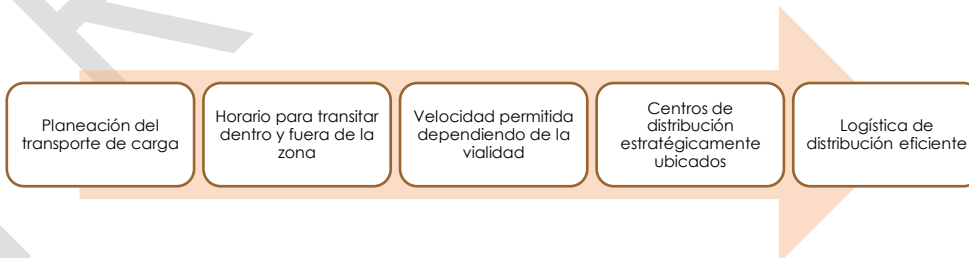 Planeación del
transporte de carga
Horario para transitar
dentro y fuera de la
zona
Velocidad permitida
dependiendo de la
vialidad
Centros de
distribución
estratégicamente
ubicados
Logística de
distribución eficiente